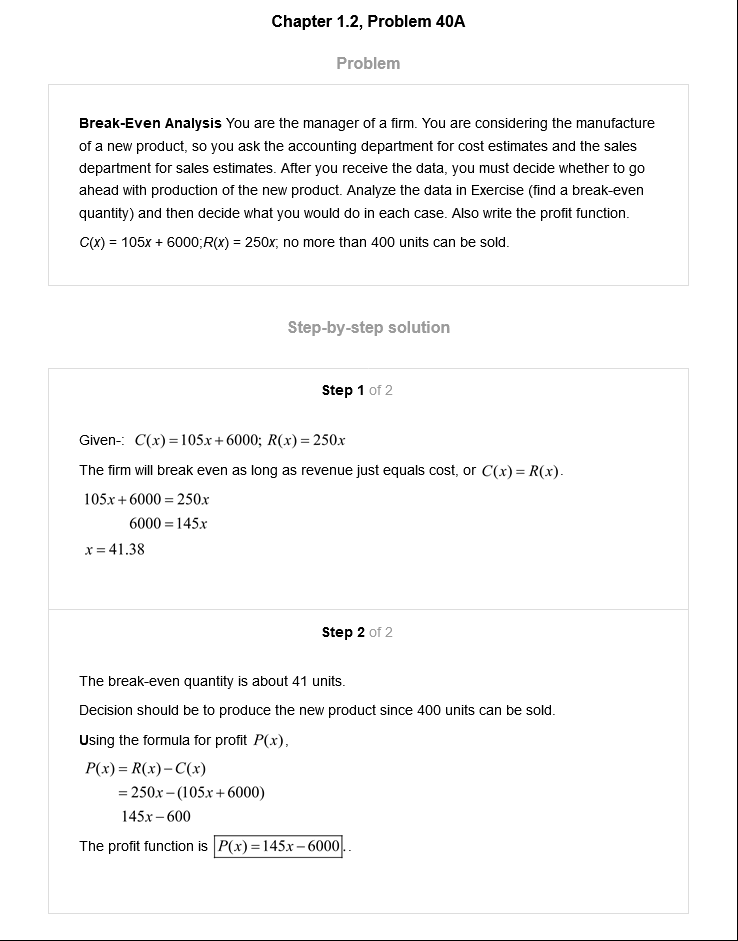 Chapter 1.2, Problem 40A
Problem
Break-Even Analysis You are the manager of a firm. You are considering the manufacture
of a new product, so you ask the accounting department for cost estimates and the sales
department for sales estimates. After you receive the data, you must decide whether to go
ahead with production of the new product. Analyze the data in Exercise (find a break-even
quantity) and then decide what you would do in each case. Also write the profit function.
C(x) = 105x + 6000;R(x) = 250x; no more than 400 units can be sold.
Step-by-step solution
Step 1 of 2
Given-: C(x)=105x+6000; R(x)=250x
The firm will break even as long as revenue just equals cost, or C(x)=R(x).
105x+6000=250x
6000=145x
x=41.38
Step 2 of 2
The break-even quantity is about 41 units.
Decision should be to produce the new product since 400 units can be sold.
Using the formula for profit P(x),
P(x)=R(x)−C(x)
=250x−(105x+6000)
145x−600
The profit function is P(x)=145x−6000..